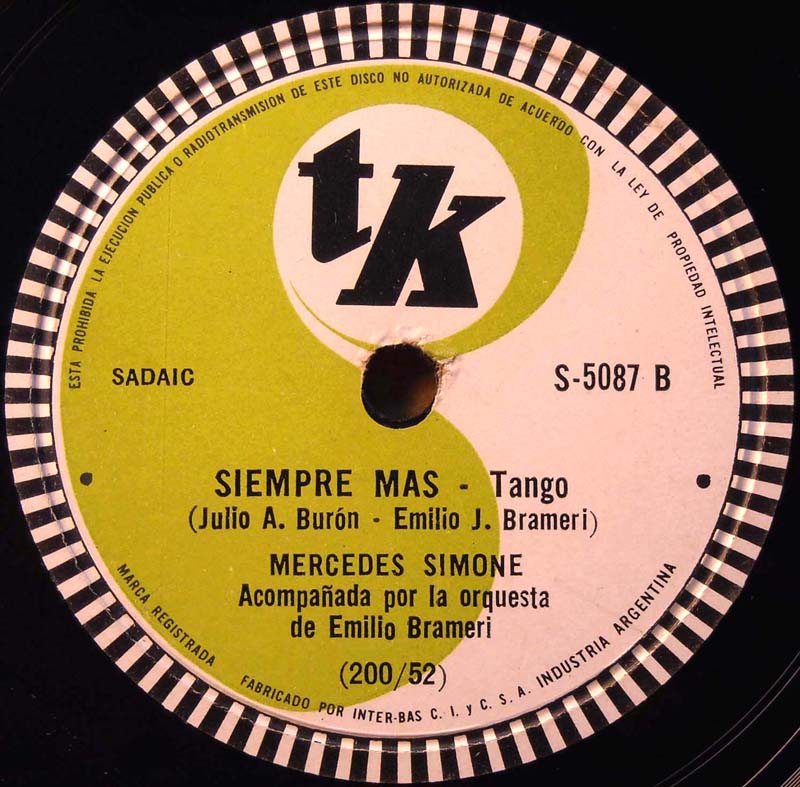 ESTA PROHIBIDA LA EJECUCION PUBLICA O RADIOTRANSMISION DE ESTE DISCO NO AUTORIZADA DE ACUERDO CON LA LEY DE PROPIEDAD INTELECTUAL
tk
SADAIC
S-5087 B
SIEMPRE MAS - Tango
(Julio A. Burón - Emilio J. Brameri)
MERCEDES SIMONE
Acompañada por la orquesta
de Emilio Brameri
(200/52)
MARCA REGISTRADA
FABRICADO POR INTER-BAS C. I. y C. S. A. INDUSTRIA ARGENTINA